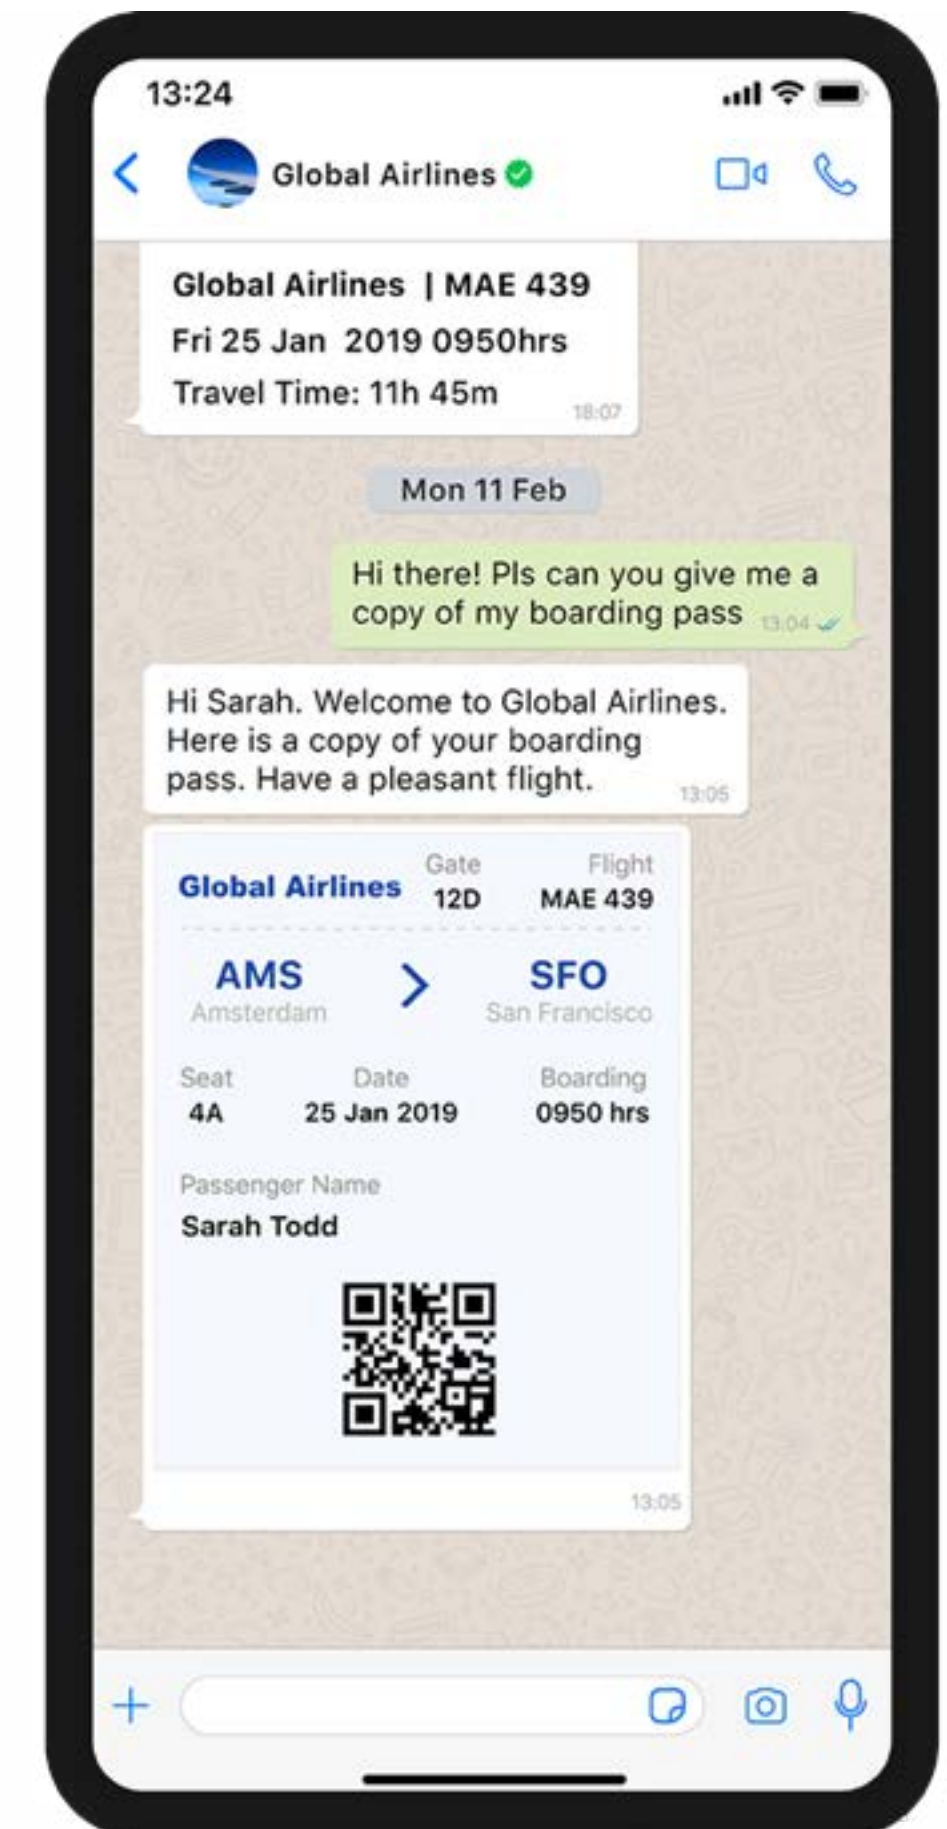 13:24
Global Airlines
Global Airlines | MAE 439
Fri 25 Jan 2019 0950hrs
Travel Time: 11h 45m
18:07
Mon 11 Feb
Hi there! Pls can you give me a
copy of my boarding pass 13:04
Hi Sarah. Welcome to Global Airlines.
Here is a copy of your boarding
pass. Have a pleasant flight.
13:05
Gate Flight
Global Airlines 12D MAE 439
AMS > SFO
Amsterdam San Francisco
Seat Date Boarding
4A 25 Jan 2019 0950 hrs
Passenger Name
Sarah Todd
13:05